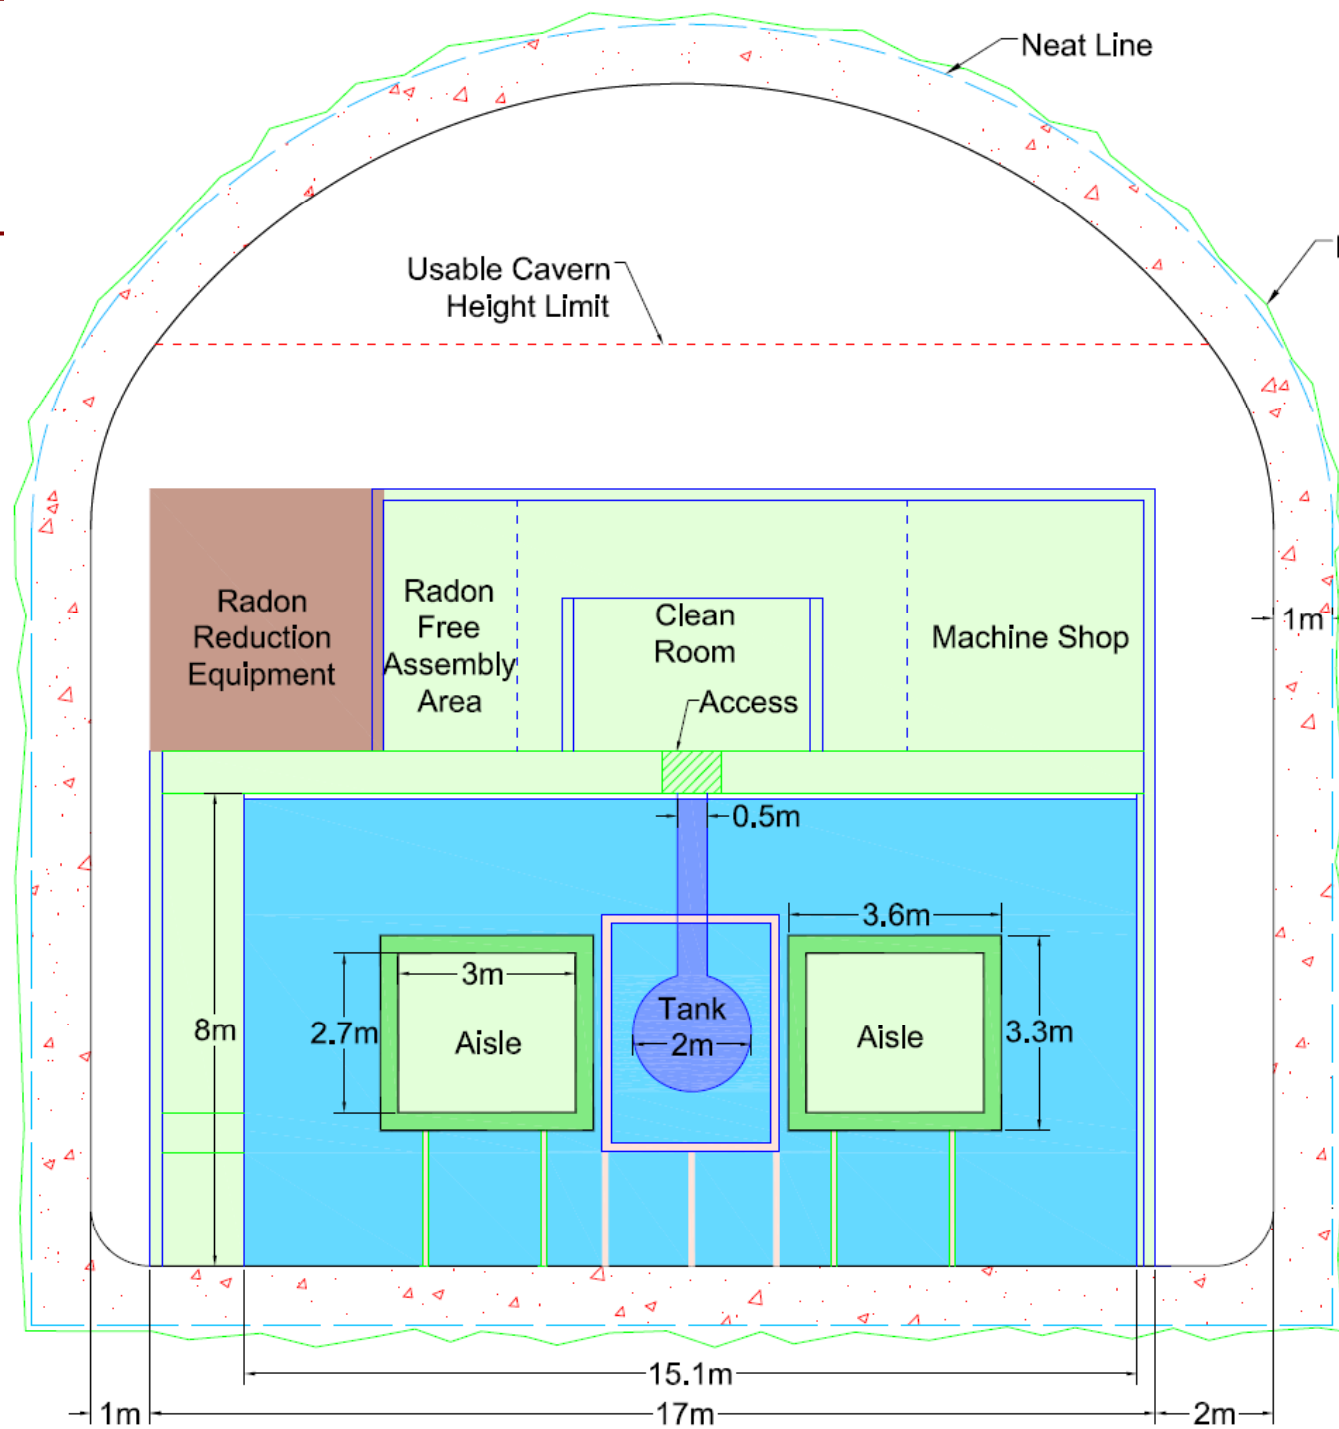 Neat Line
Usable Cavern
Height Limit
Radon
Reduction
Equipment
Radon
Free
Assembly
Area
Clean
Room
Machine Shop
1m
Access
0.5m
3.6m
3m
2.7m
Aisle
Tank
2m
Aisle
3.3m
8m
15.1m
1m
17m
2m